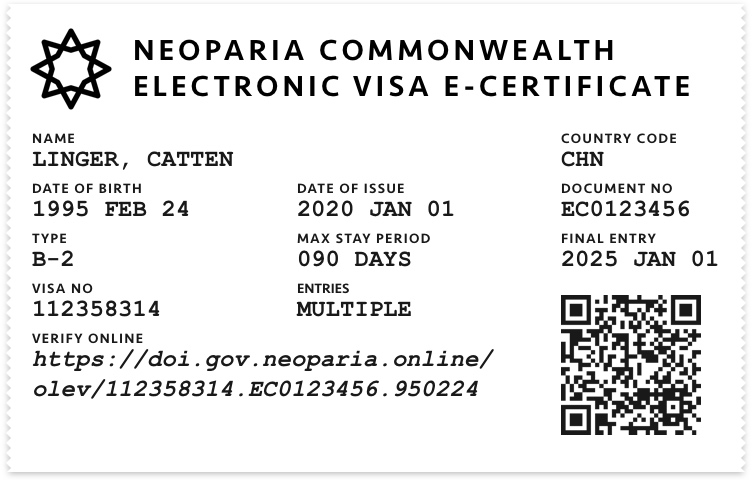 NEOPARIA COMMONWEALTH
ELECTRONIC VISA E-CERTIFICATE
NAME
LINGER, CATTEN
COUNTRY CODE
CHN
DATE OF BIRTH
1995 FEB 24
DATE OF ISSUE
2020 JAN 01
DOCUMENT NO
EC0123456
TYPE
B-2
MAX STAY PERIOD
090 DAYS
FINAL ENTRY
2025 JAN 01
VISA NO
112358314
ENTRIES
MULTIPLE
VERIFY ONLINE
https://doi.gov.neoparia.online/
olev/112358314.EC0123456.950224